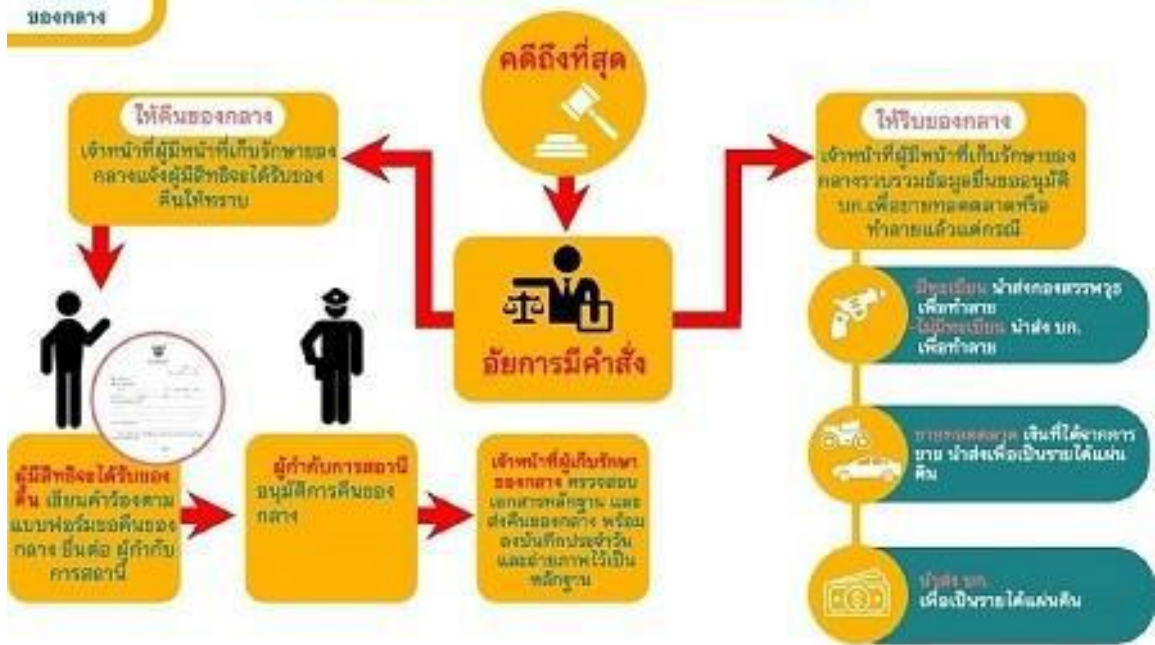 ของกลาง
คดีถึงที่สุด
ให้คืนของกลาง
เจ้าหน้าที่ผู้มีหน้าที่เก็บรักษาของ
กลางแจ้งผู้มีสิทธิจะได้รับของ
คืนให้ทราบ
อัยการมีคำสั่ง
ให้ริบของกลาง
เจ้าหน้าที่ผู้มีหน้าที่เก็บรักษาของ
กลางรวบรวมข้อมูลยื่นขออนุมัติ
บก.เพื่อขายทอดตลาดหรือ
ทำลายแล้วแต่กรณี
ผู้มีสิทธิจะได้รับของ
คืน เขียนคำร้องตาม
แบบฟอร์มขอคืนของ
กลาง ยื่นต่อ ผู้กำกับ
การสถานี
ผู้กำกับการสถานี
อนุมัติการคืนของ
กลาง
เจ้าหน้าที่ผู้เก็บรักษา
ของกลาง ตรวจสอบ
เอกสารหลักฐาน และ
ส่งคืนของกลาง พร้อม
ลงบันทึกประจำวัน
และถ่ายภาพไว้เป็น
หลักฐาน
-มีทะเบียน นำส่งกองสรรพาวุธ
เพื่อทำลาย
-ไม่มีทะเบียน นำส่ง บก.
เพื่อทำลาย
ขายทอดตลาด เงินที่ได้จากการ
ขาย นำส่งเพื่อเป็นรายได้แผ่น
ดิน
นำส่ง บก.
เพื่อเป็นรายได้แผ่นดิน